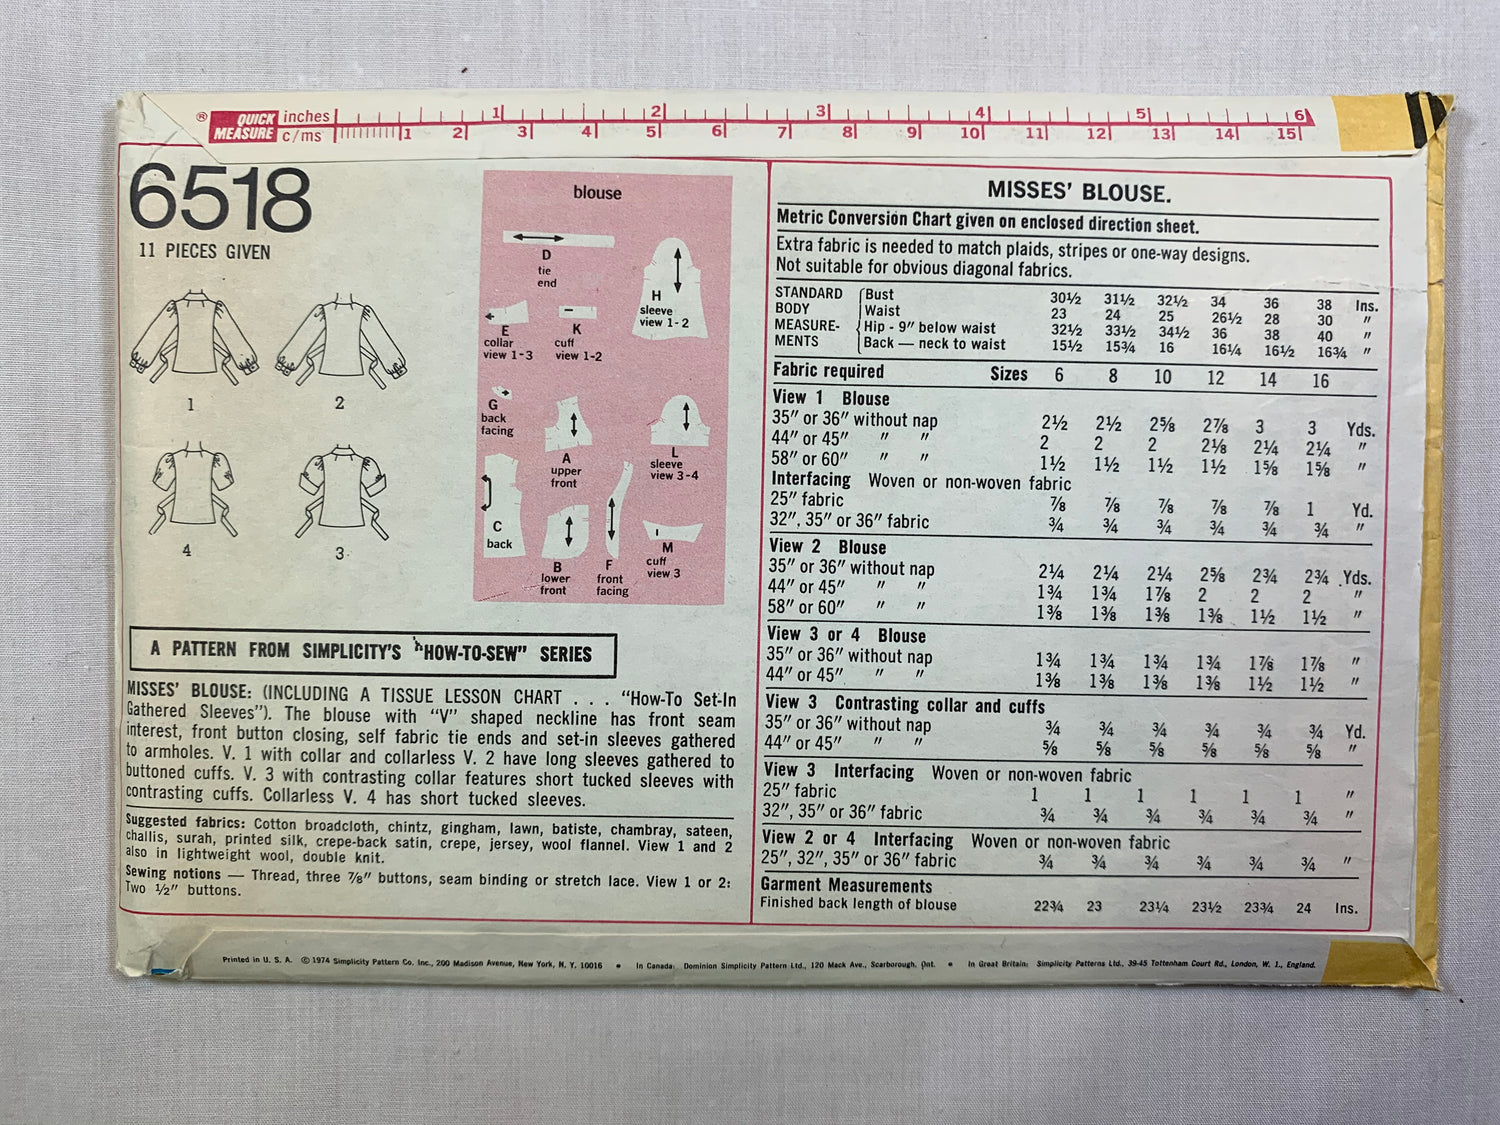 ® QUICK MEASURE inches 1 2 3 4 5 6
c/ms 1 2 3 4 5 6 7 8 9 10 11 12 13 14 15
6518
11 PIECES GIVEN
1 2
4 3
blouse
D
tie
end
H
sleeve
view 1-2
E
collar
view 1-3
K
cuff
view 1-2
G
back
facing
A
upper
front
L
sleeve
view 3-4
C
back
B
lower
front
F
front
facing
M
cuff
view 3
A PATTERN FROM SIMPLICITY'S "HOW-TO-SEW" SERIES
MISSES' BLOUSE: (INCLUDING A TISSUE LESSON CHART . . . "How-To Set-In
Gathered Sleeves"). The blouse with "V" shaped neckline has front seam
interest, front button closing, self fabric tie ends and set-in sleeves gathered
to armholes. V. 1 with collar and collarless V. 2 have long sleeves gathered to
buttoned cuffs. V. 3 with contrasting collar features short tucked sleeves with
contrasting cuffs. Collarless V. 4 has short tucked sleeves.
Suggested fabrics: Cotton broadcloth, chintz, gingham, lawn, batiste, chambray, sateen,
challis, surah, printed silk, crepe-back satin, crepe, jersey, wool flannel. View 1 and 2
also in lightweight wool, double knit.
Sewing notions — Thread, three ⅞" buttons, seam binding or stretch lace. View 1 or 2:
Two ½" buttons.
MISSES' BLOUSE.
Metric Conversion Chart given on enclosed direction sheet.
Extra fabric is needed to match plaids, stripes or one-way designs.
Not suitable for obvious diagonal fabrics.
STANDARD BODY MEASURE-MENTS
Bust 30½ 31½ 32½ 34 36 38 Ins.
Waist 23 24 25 26½ 28 30 "
Hip - 9" below waist 32½ 33½ 34½ 36 38 40 "
Back — neck to waist 15½ 15¾ 16 16¼ 16½ 16¾ "
Fabric required Sizes 6 8 10 12 14 16
View 1 Blouse
35" or 36" without nap 2½ 2½ 2⅝ 2⅞ 3 3 Yds.
44" or 45" " " 2 2 2 2⅛ 2¼ 2¼ "
58" or 60" " " 1½ 1½ 1½ 1½ 1⅝ 1⅝ "
Interfacing Woven or non-woven fabric
25" fabric ⅞ ⅞ ⅞ ⅞ ⅞ 1 Yd.
32", 35" or 36" fabric ¾ ¾ ¾ ¾ ¾ ¾ "
View 2 Blouse
35" or 36" without nap 2¼ 2¼ 2¼ 2⅝ 2¾ 2¾ Yds.
44" or 45" " " 1¾ 1¾ 1⅞ 2 2 2 "
58" or 60" " " 1⅜ 1⅜ 1⅜ 1⅜ 1½ 1½ "
View 3 or 4 Blouse
35" or 36" without nap 1¾ 1¾ 1¾ 1¾ 1⅞ 1⅞ "
44" or 45" " " 1⅜ 1⅜ 1⅜ 1⅜ 1½ 1½ "
View 3 Contrasting collar and cuffs
35" or 36" without nap ¾ ¾ ¾ ¾ ¾ ¾ Yd.
44" or 45" " " ⅝ ⅝ ⅝ ⅝ ⅝ ⅝ "
View 3 Interfacing Woven or non-woven fabric
25" fabric 1 1 1 1 1 1 "
32", 35" or 36" fabric ¾ ¾ ¾ ¾ ¾ ¾ "
View 2 or 4 Interfacing Woven or non-woven fabric
25", 32", 35" or 36" fabric ¾ ¾ ¾ ¾ ¾ ¾ "
Garment Measurements
Finished back length of blouse 22¾ 23 23¼ 23½ 23¾ 24 Ins.
Printed in U. S. A. © 1974 Simplicity Pattern Co. Inc., 200 Madison Avenue, New York, N. Y. 10016 • In Canada: Dominion Simplicity Pattern Ltd., 120 Mack Ave., Scarborough, Ont. • In Great Britain: Simplicity Patterns Ltd., 39-45 Tottenham Court Rd., London, W. 1., England.